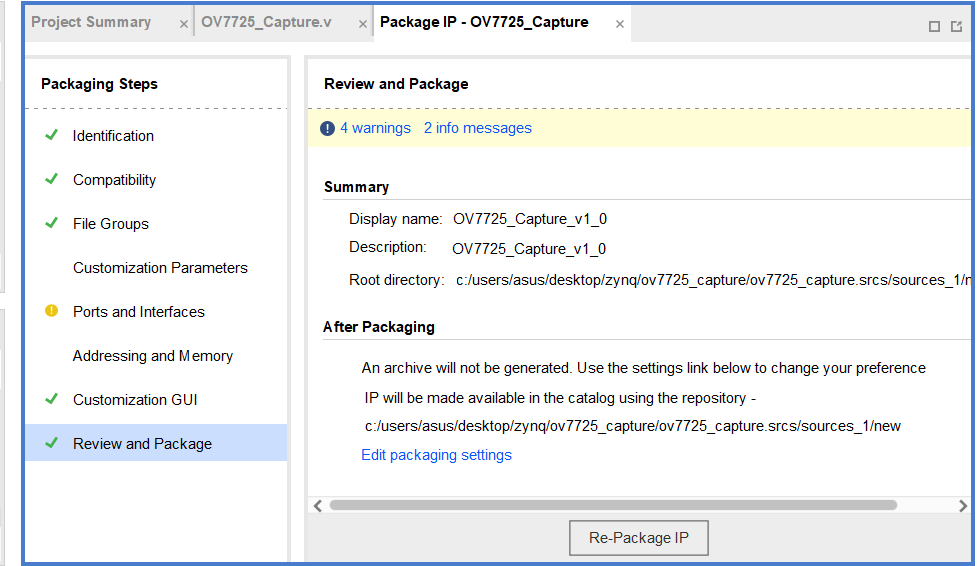 Project Summary × OV7725_Capture.v × Package IP - OV7725_Capture ×
Packaging Steps
Identification
Compatibility
File Groups
Customization Parameters
Ports and Interfaces
Addressing and Memory
Customization GUI
Review and Package
Review and Package
4 warnings 2 info messages
Summary
Display name: OV7725_Capture_v1_0
Description: OV7725_Capture_v1_0
Root directory: c:/users/asus/desktop/zynq/ov7725_capture/ov7725_capture.srcs/sources_1/n
After Packaging
An archive will not be generated. Use the settings link below to change your preference
IP will be made available in the catalog using the repository -
c:/users/asus/desktop/zynq/ov7725_capture/ov7725_capture.srcs/sources_1/new
Edit packaging settings
Re-Package IP